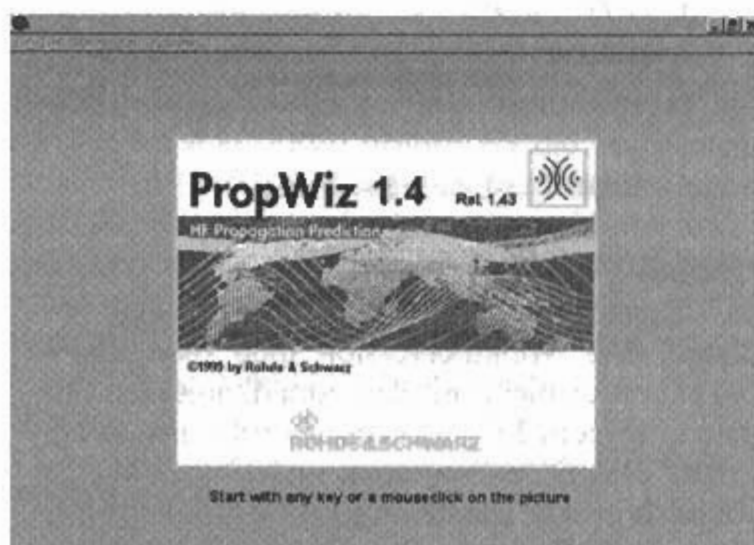 PropWiz 1.4 Rel. 1.43
HF Propagation Prediction
©1999 by Rohde & Schwarz
ROHDE&SCHWARZ
Start with any key or a mouseclick on the picture